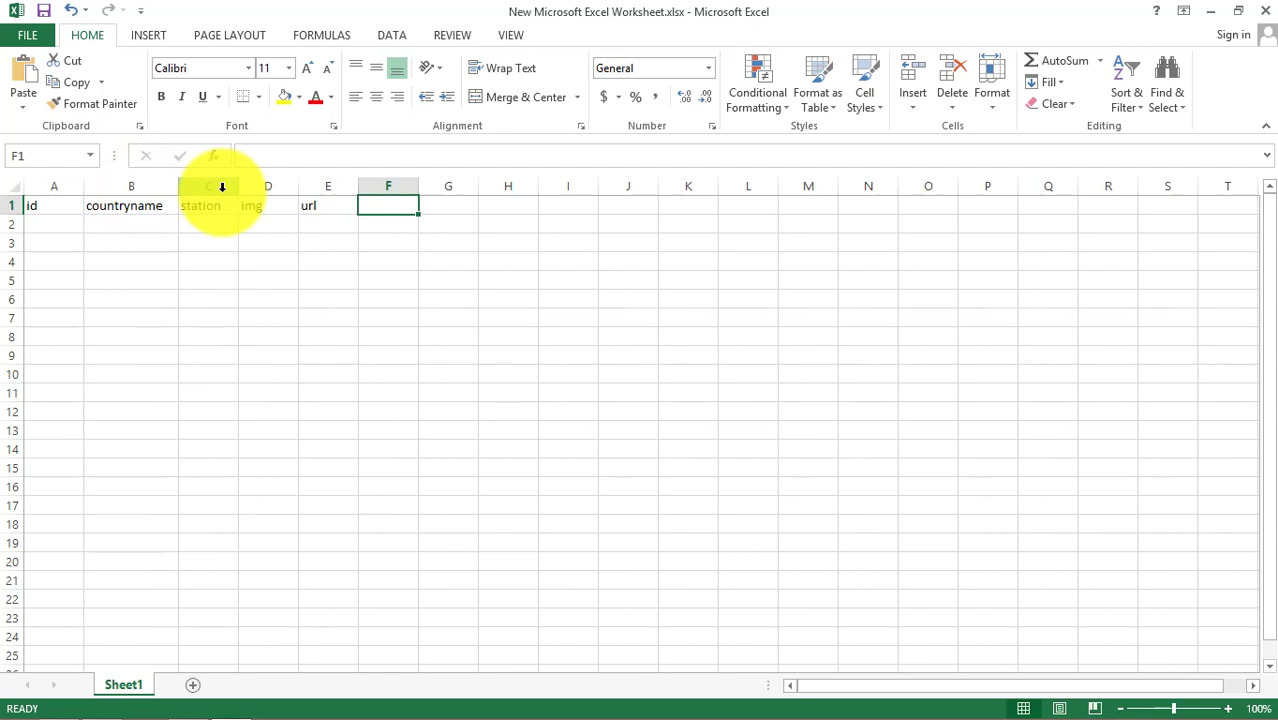 New Microsoft Excel Worksheet.xlsx - Microsoft Excel
?
FILE HOME INSERT PAGE LAYOUT FORMULAS DATA REVIEW VIEW Sign in
Paste
Cut
Copy
Format Painter
Clipboard
Calibri 11
B I U A
Font
Wrap Text
Merge & Center
Alignment
General
$ % , .00 .0
Number
Conditional Formatting
Format as Table
Cell Styles
Styles
Insert Delete Format
Cells
AutoSum
Fill
Clear
Sort & Filter
Find & Select
Editing
F1 fx
A B C D E F G H I J K L M N O P Q R S T
1 id countryname station img url
2
3
4
5
6
7
8
9
10
11
12
13
14
15
16
17
18
19
20
21
22
23
24
25
Sheet1
READY 100%